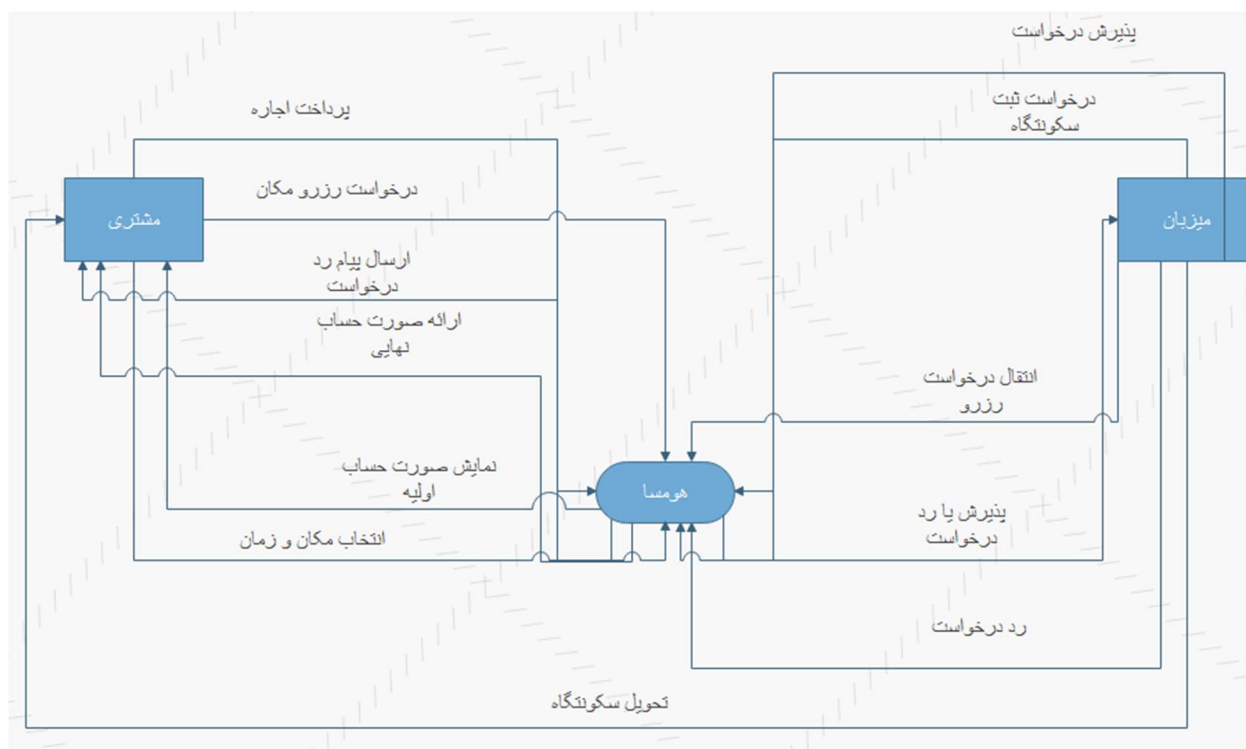 پذیرش درخواست
درخواست ثبت
سکونتگاه
پرداخت اجاره
درخواست رزرو مکان
مشتری
میزبان
ارسال پیام رد
درخواست
ارائه صورت حساب
نهایی
انتقال درخواست
رزرو
نمایش صورت حساب
اولیه
هومسا
پذیرش یا رد
درخواست
انتخاب مکان و زمان
رد درخواست
تحویل سکونتگاه